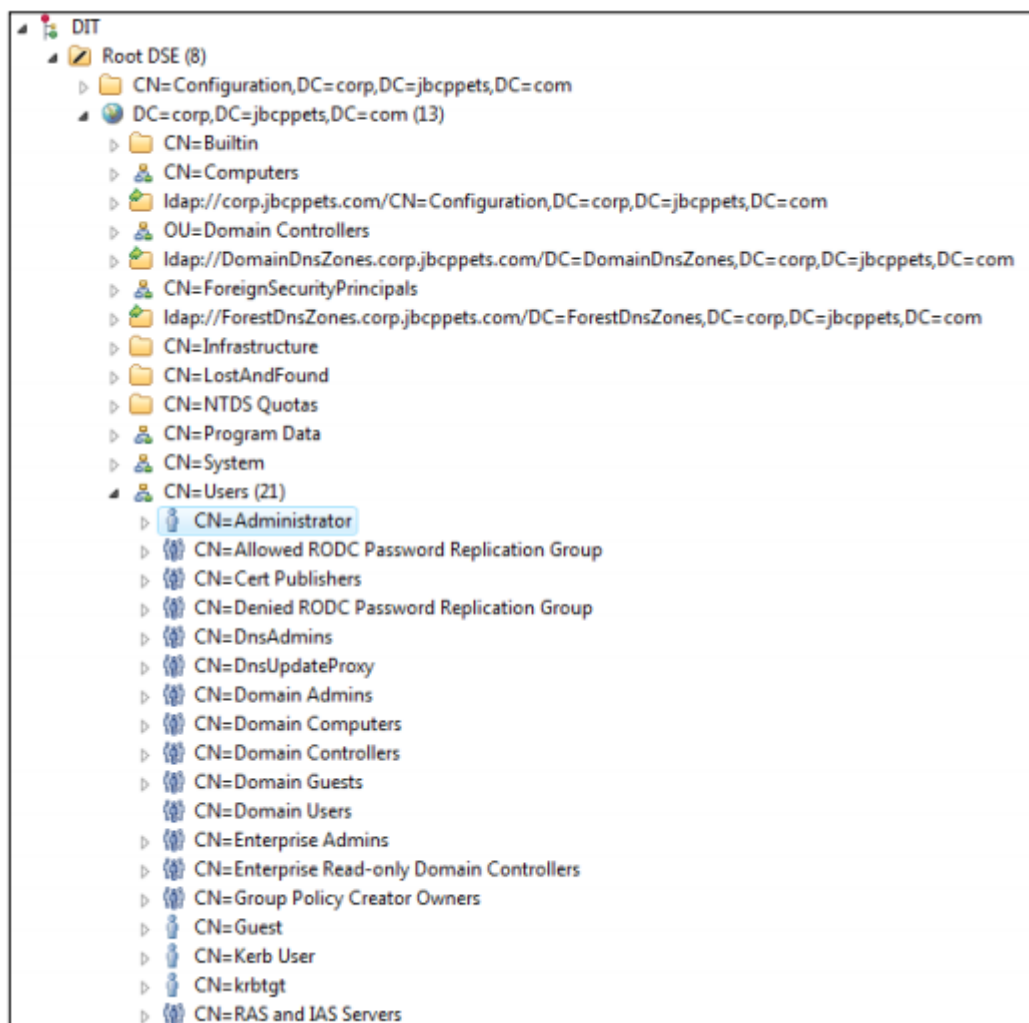 DIT
Root DSE (8)
CN=Configuration,DC=corp,DC=jbcppets,DC=com
DC=corp,DC=jbcppets,DC=com (13)
CN=Builtin
CN=Computers
ldap://corp.jbcppets.com/CN=Configuration,DC=corp,DC=jbcppets,DC=com
OU=Domain Controllers
ldap://DomainDnsZones.corp.jbcppets.com/DC=DomainDnsZones,DC=corp,DC=jbcppets,DC=com
CN=ForeignSecurityPrincipals
ldap://ForestDnsZones.corp.jbcppets.com/DC=ForestDnsZones,DC=corp,DC=jbcppets,DC=com
CN=Infrastructure
CN=LostAndFound
CN=NTDS Quotas
CN=Program Data
CN=System
CN=Users (21)
CN=Administrator
CN=Allowed RODC Password Replication Group
CN=Cert Publishers
CN=Denied RODC Password Replication Group
CN=DnsAdmins
CN=DnsUpdateProxy
CN=Domain Admins
CN=Domain Computers
CN=Domain Controllers
CN=Domain Guests
CN=Domain Users
CN=Enterprise Admins
CN=Enterprise Read-only Domain Controllers
CN=Group Policy Creator Owners
CN=Guest
CN=Kerb User
CN=krbtgt
CN=RAS and IAS Servers